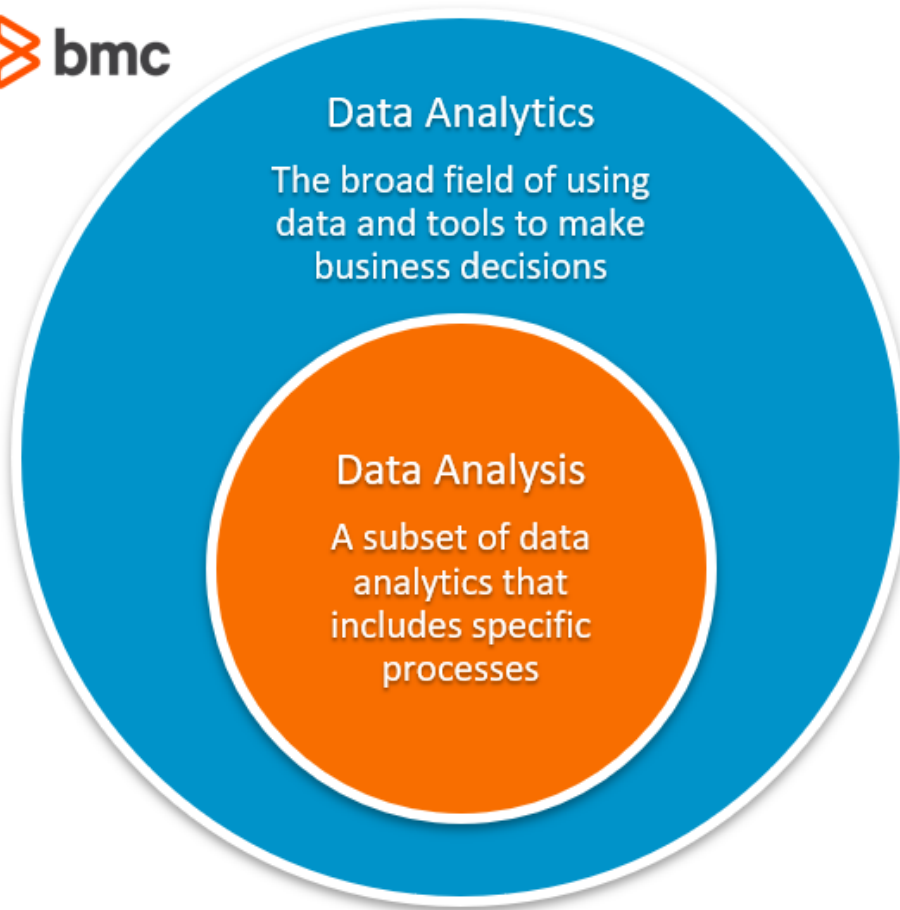 bmc
Data Analytics
The broad field of using
data and tools to make
business decisions
Data Analysis
A subset of data
analytics that
includes specific
processes